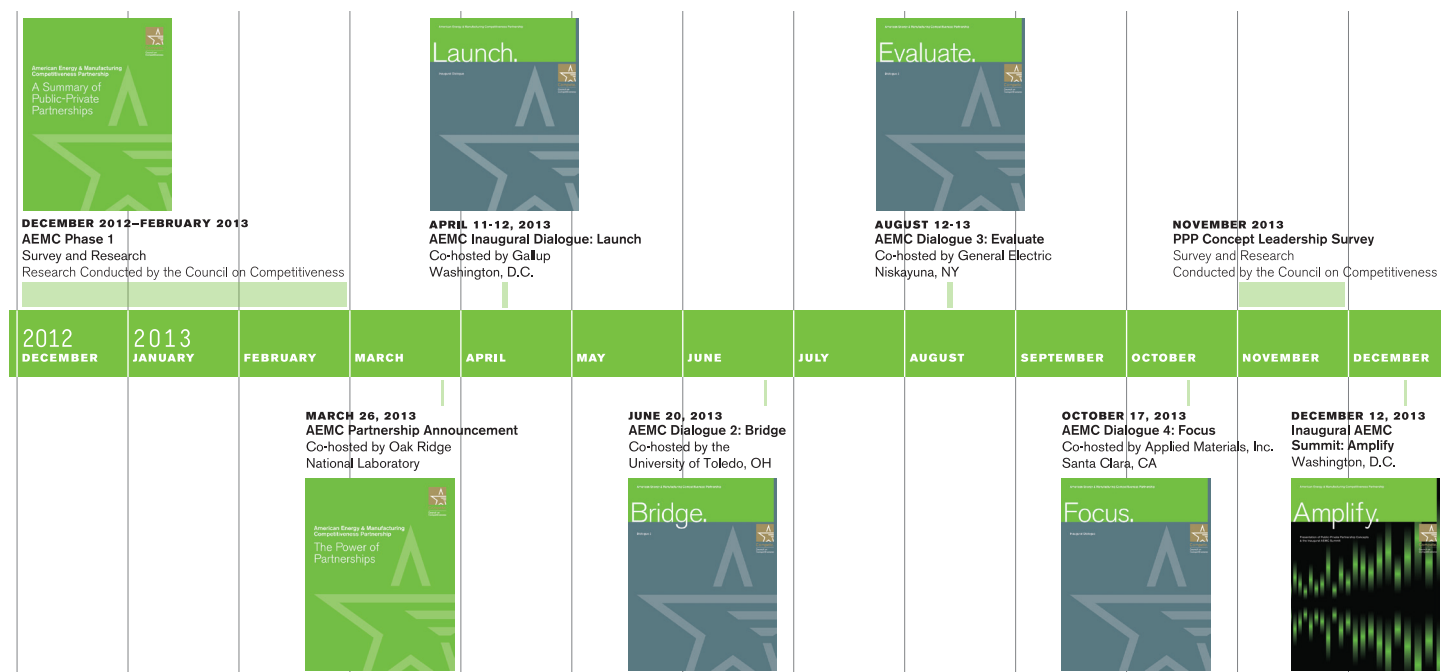 American Energy & Manufacturing
Competitiveness Partnership
A Summary of
Public-Private
Partnerships
DECEMBER 2012–FEBRUARY 2013
AEMC Phase 1
Survey and Research
Research Conducted by the Council on Competitiveness
American Energy & Manufacturing Competitiveness Partnership
Launch.
Inaugural Dialogue
APRIL 11-12, 2013
AEMC Inaugural Dialogue: Launch
Co-hosted by Gallup
Washington, D.C.
Evaluate.
AUGUST 12-13
AEMC Dialogue 3: Evaluate
Co-hosted by General Electric
Niskayuna, NY
NOVEMBER 2013
PPP Concept Leadership Survey
Survey and Research
Conducted by the Council on Competitiveness
2012
DECEMBER
2013
JANUARY
FEBRUARY
MARCH
APRIL
MAY
JUNE
JULY
AUGUST
SEPTEMBER
OCTOBER
NOVEMBER
DECEMBER
MARCH 26, 2013
AEMC Partnership Announcement
Co-hosted by Oak Ridge
National Laboratory
American Energy & Manufacturing
Competitiveness Partnership
The Power of
Partnerships
JUNE 20, 2013
AEMC Dialogue 2: Bridge
Co-hosted by the
University of Toledo, OH
Bridge.
OCTOBER 17, 2013
AEMC Dialogue 4: Focus
Co-hosted by Applied Materials, Inc.
Santa Clara, CA
Focus.
DECEMBER 12, 2013
Inaugural AEMC
Summit: Amplify
Washington, D.C.
Amplify.